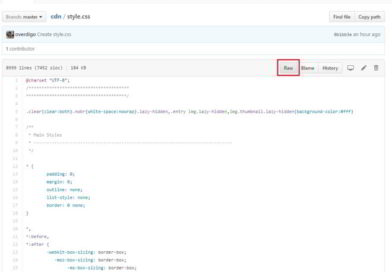 Branch: master
cdn / style.css
Find file
Copy path
overdigo Create style.css
an hour ago
1 contributor
8999 lines (7492 sloc) 184 KB
Raw
Blame
History
1 @charset "UTF-8";
2 /***************************************
3 ***************************************/
4
5 .clear{clear:both}.nobr{white-space:nowrap}.lazy-hidden,.entry img.lazy-hidden,img.thumbnail.lazy-hidden{background-color:#fff}
6
7 /**
8 * Main Styles
9 * -----------------------------------------------------------------------------
10 */
11
12 * {
13 padding: 0;
14 margin: 0;
15 outline: none;
16 list-style: none;
17 border: 0 none;
18 }
19
20 *,
21 *:before,
22 *:after {
23 -webkit-box-sizing: border-box;
24 -moz-box-sizing: border-box;
-ms-box-sizing: border-box;